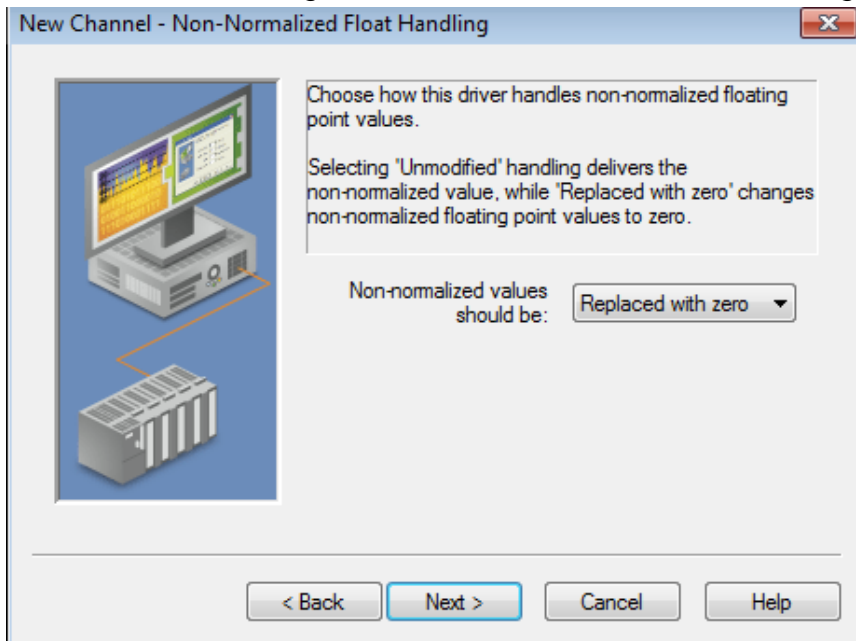 New Channel - Non-Normalized Float Handling
Choose how this driver handles non-normalized floating
point values.
Selecting 'Unmodified' handling delivers the
non-normalized value, while 'Replaced with zero' changes
non-normalized floating point values to zero.
Non-normalized values
should be:
Replaced with zero
< Back
Next >
Cancel
Help